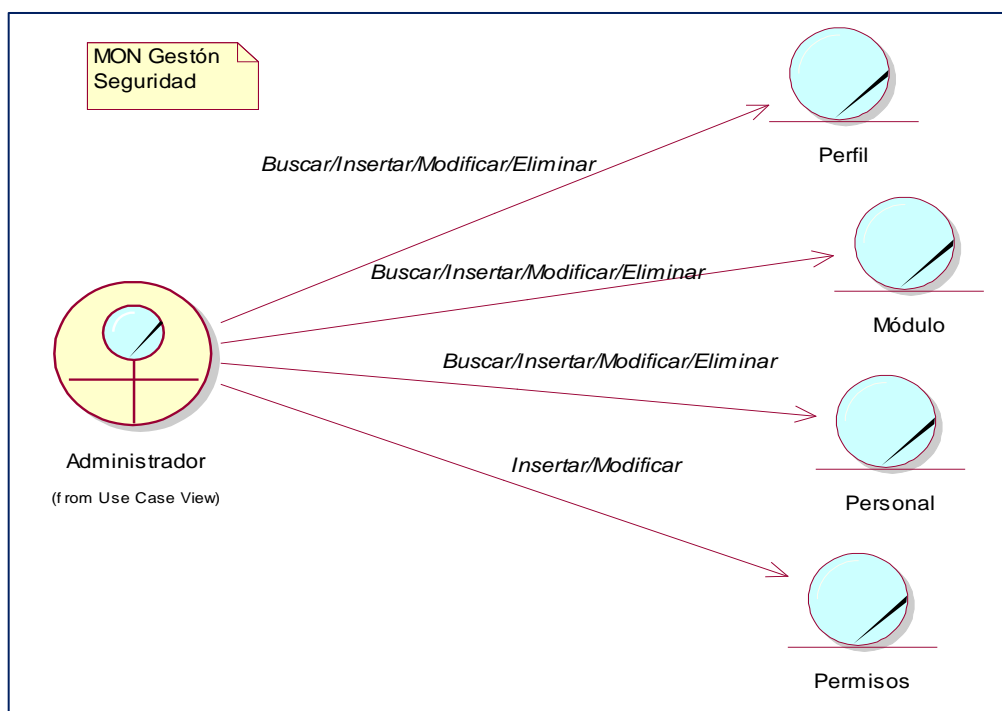 MON Gestón
Seguridad
Perfil
Buscar/Insertar/Modificar/Eliminar
Buscar/Insertar/Modificar/Eliminar
Módulo
Buscar/Insertar/Modificar/Eliminar
Administrador
(from Use Case View)
Insertar/Modificar
Personal
Permisos